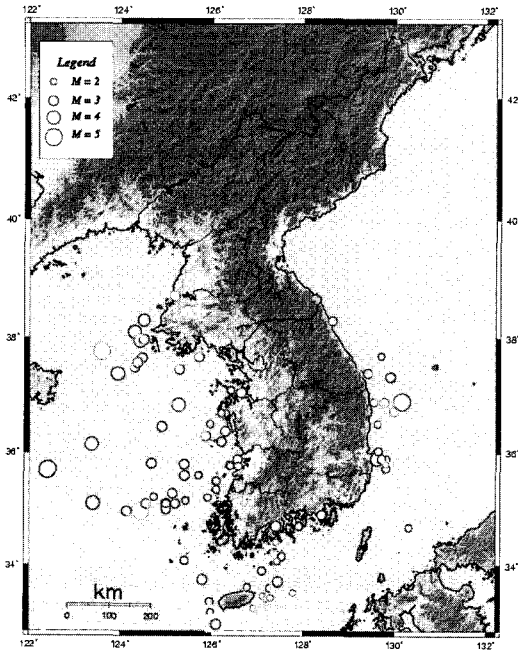 122˚ 124˚ 126˚ 128˚ 130˚ 132˚
Legend
M = 2
M = 3
M = 4
M = 5
42˚ 42˚
40˚ 40˚
38˚ 38˚
36˚ 36˚
34˚ 34˚
km
0 100 200
122˚ 124˚ 126˚ 128˚ 130˚ 132˚